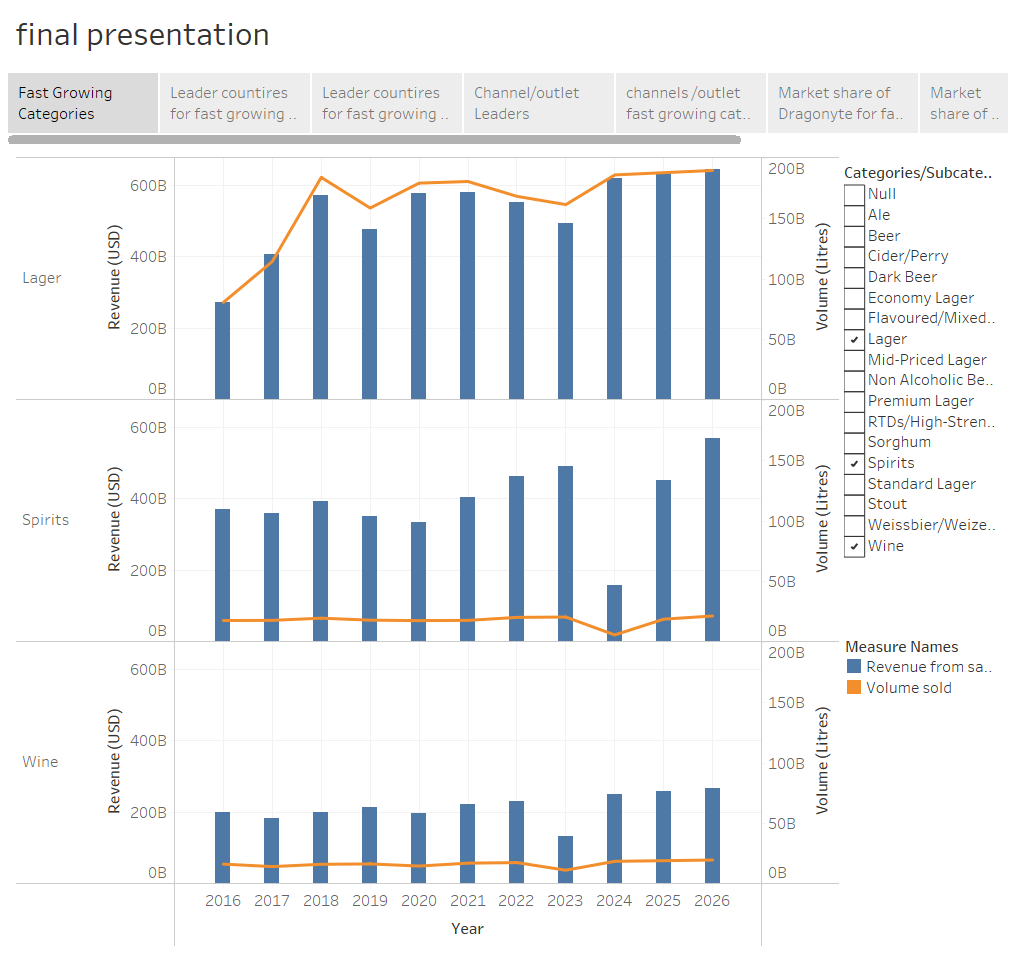 final presentation
Fast Growing
Categories
Leader countires
for fast growing ..
Leader countires
for fast growing ..
Channel/outlet
Leaders
channels /outlet
fast growing cat..
Market share of
Dragonyte for fa..
Market
share of ..
Lager
Revenue (USD)
600B
400B
200B
0B
200B
150B
100B
50B
0B
Volume (Litres)
Spirits
Revenue (USD)
600B
400B
200B
0B
200B
150B
100B
50B
0B
Volume (Litres)
Wine
Revenue (USD)
600B
400B
200B
0B
200B
150B
100B
50B
0B
Volume (Litres)
2016 2017 2018 2019 2020 2021 2022 2023 2024 2025 2026
Year
Categories/Subcate..
Null
Ale
Beer
Cider/Perry
Dark Beer
Economy Lager
Flavoured/Mixed..
Lager
Mid-Priced Lager
Non Alcoholic Be..
Premium Lager
RTDs/High-Stren..
Sorghum
Spirits
Standard Lager
Stout
Weissbier/Weize..
Wine
Measure Names
Revenue from sa..
Volume sold